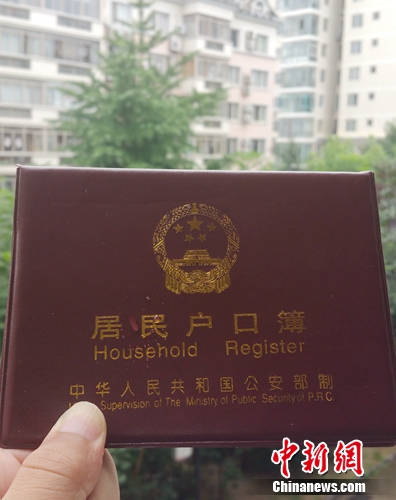 居民户口簿
Household Register
中华人民共和国公安部制
Supervision of The Ministry of Public Security of P.R.C
中新网
Chinanews.com